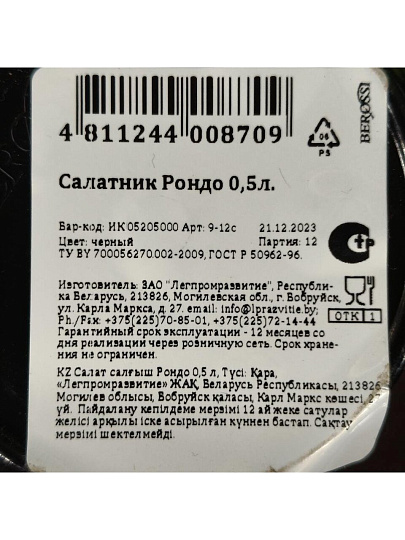 4 811244 008709
06
PS
BEROSSI
Салатник Рондо 0,5л.
Вар-код: ИК 05205000 Арт: 9-12с 21.12.2023
Цвет: черный Партия: 12
ТУ BY 700056270.002-2009, ГОСТ Р 50962-96.
Изготовитель: ЗАО "Легпромразвитие", Республи-
ка Беларусь, 213826, Могилевская обл., г. Бобруйск,
ул. Карла Маркса, д. 27. email: info@lprazvitie.by;
Ph./Fax: +375(225)70-85-01, +375(225)72-14-44
Гарантийный срок эксплуатации - 12 месяцев со
дня реализации через розничную сеть. Срок хране-
ния не ограничен.
ОТК 1
KZ Салат салғыш Рондо 0,5 л, Түсі: Қара,
«Легпромразвитие» ЖАҚ, Беларусь Республикасы, 213826
Могилев облысы, Бобруйск қаласы, Карл Маркс көшесі, 27
үй. Пайдалану кепілдеме мерзімі 12 ай жеке сатулар
желісі арқылы іске асырылған күннен бастап. Сақтау
мерзімі шектелмейді.